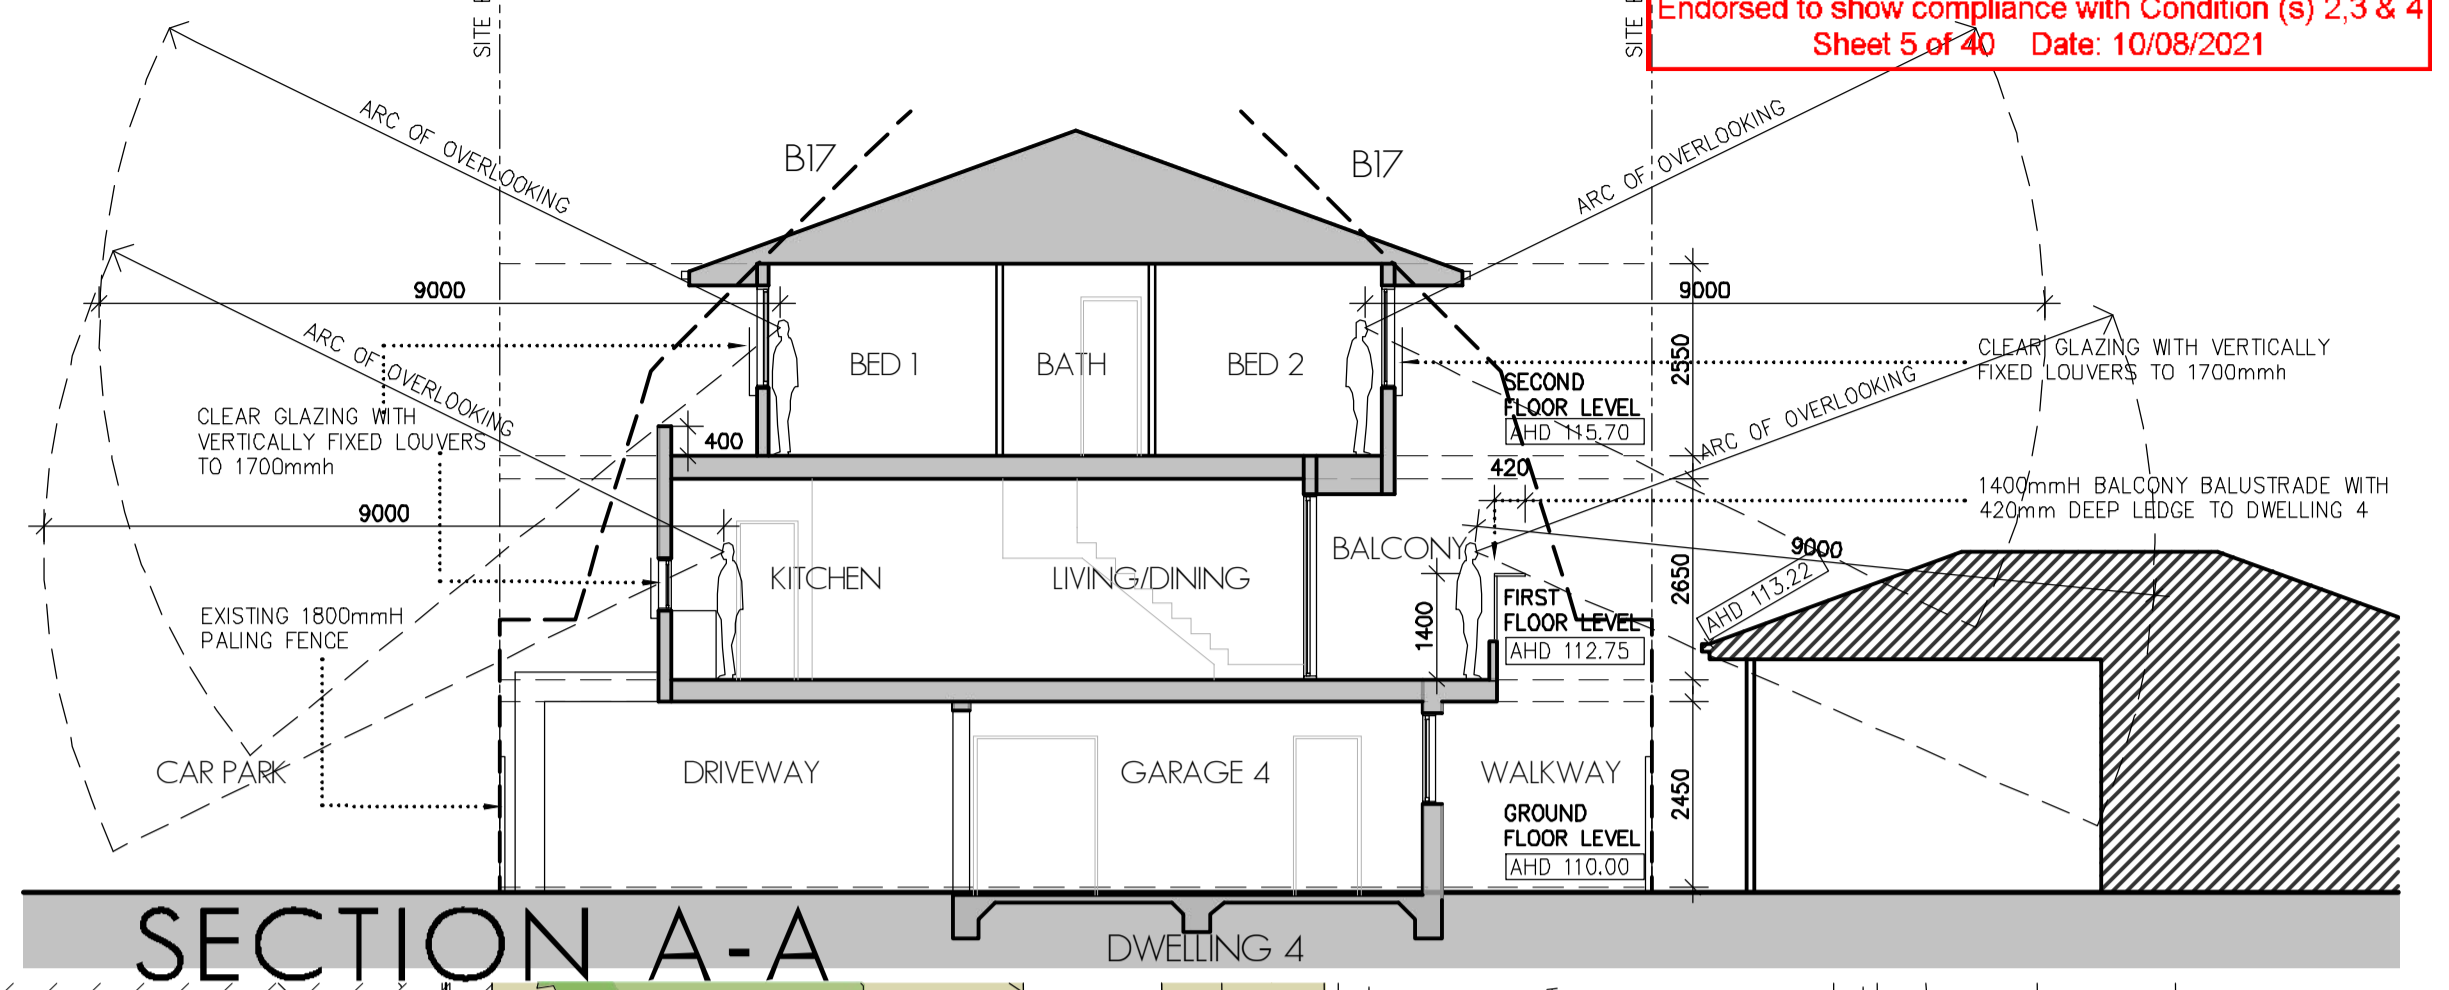 Endorsed to show compliance with Condition (s) 2,3 & 4
Sheet 5 of 40 Date: 10/08/2021
SITE
SITE
ARC OF OVERLOOKING
B17
B17
ARC OF OVERLOOKING
9000
9000
ARC OF OVERLOOKING
BED 1
BATH
BED 2
2550
CLEAR GLAZING WITH VERTICALLY
FIXED LOUVERS TO 1700mmh
SECOND
FLOOR LEVEL
AHD 115.70
ARC OF OVERLOOKING
CLEAR GLAZING WITH
VERTICALLY FIXED LOUVERS
TO 1700mmh
400
420
1400mmH BALCONY BALUSTRADE WITH
420mm DEEP LEDGE TO DWELLING 4
9000
BALCONY
9000
KITCHEN
LIVING/DINING
2650
AHD 113.22
EXISTING 1800mmH
PALING FENCE
1400
FIRST
FLOOR LEVEL
AHD 112.75
CAR PARK
DRIVEWAY
GARAGE 4
WALKWAY
2450
GROUND
FLOOR LEVEL
AHD 110.00
SECTION A-A
DWELLING 4